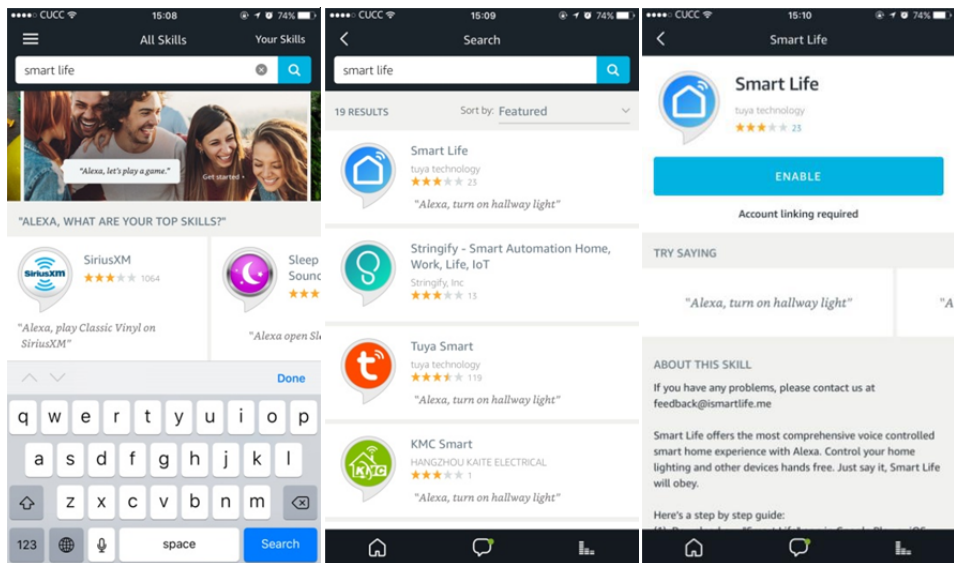 CUCC 15:08 74%
All Skills Your Skills
smart life
"Alexa, let's play a game."
Get started
"ALEXA, WHAT ARE YOUR TOP SKILLS?"
SiriusXM
SiriusXM
1064
"Alexa, play Classic Vinyl on
SiriusXM"
Sleep
Sounc
"Alexa open Sle
Done
q w e r t y u i o p
a s d f g h j k l
z x c v b n m
123 space Search
CUCC 15:09 74%
Search
smart life
19 RESULTS Sort by: Featured
Smart Life
tuya technology
23
"Alexa, turn on hallway light"
Stringify - Smart Automation Home,
Work, Life, IoT
Stringify, Inc
13
Tuya Smart
tuya technology
119
"Alexa, turn on hallway light"
KMC
KMC Smart
HANGZHOU KAITE ELECTRICAL
1
"Alexa, turn on hallway light"
CUCC 15:10 74%
Smart Life
Smart Life
tuya technology
23
ENABLE
Account linking required
TRY SAYING
"Alexa, turn on hallway light"
"A
ABOUT THIS SKILL
If you have any problems, please contact us at
feedback@ismartlife.me
Smart Life offers the most comprehensive voice controlled
smart home experience with Alexa. Control your home
lighting and other devices hands free. Just say it, Smart Life
will obey.
Here's a step by step guide: